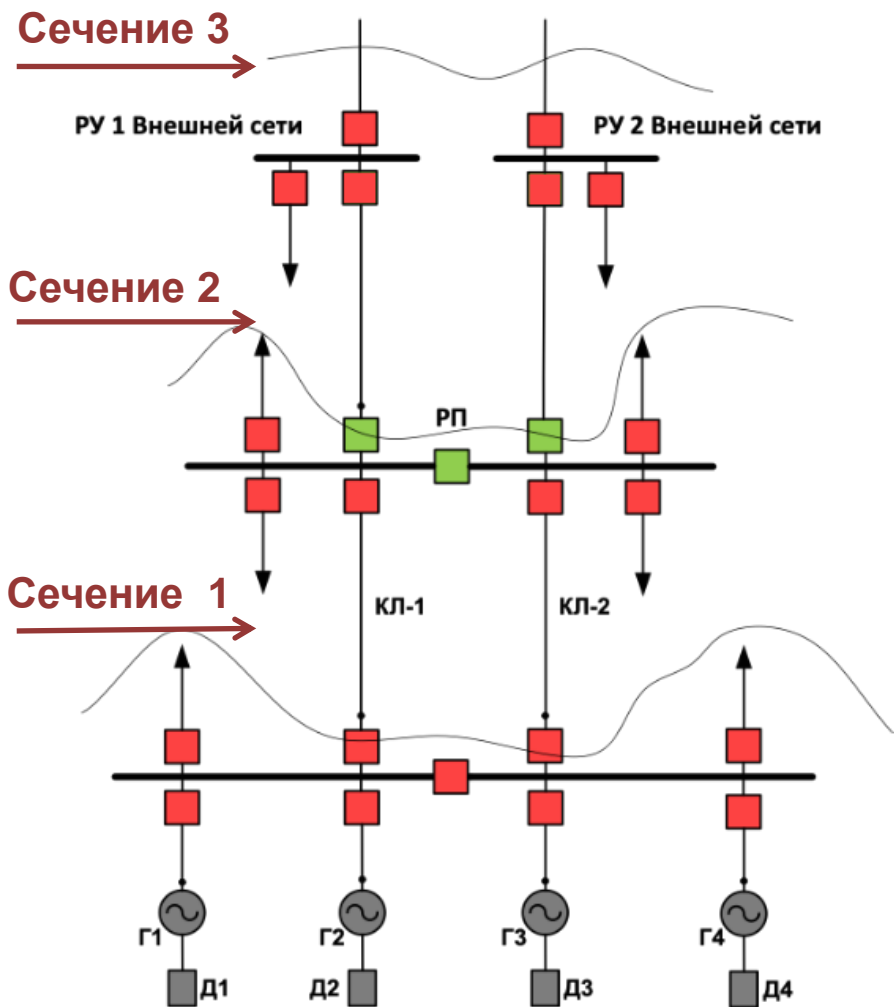 Сечение 3
РУ 1 Внешней сети
РУ 2 Внешней сети
Сечение 2
РП
Сечение 1
КЛ-1
КЛ-2
Г1
Г2
Г3
Г4
Д1
Д2
Д3
Д4